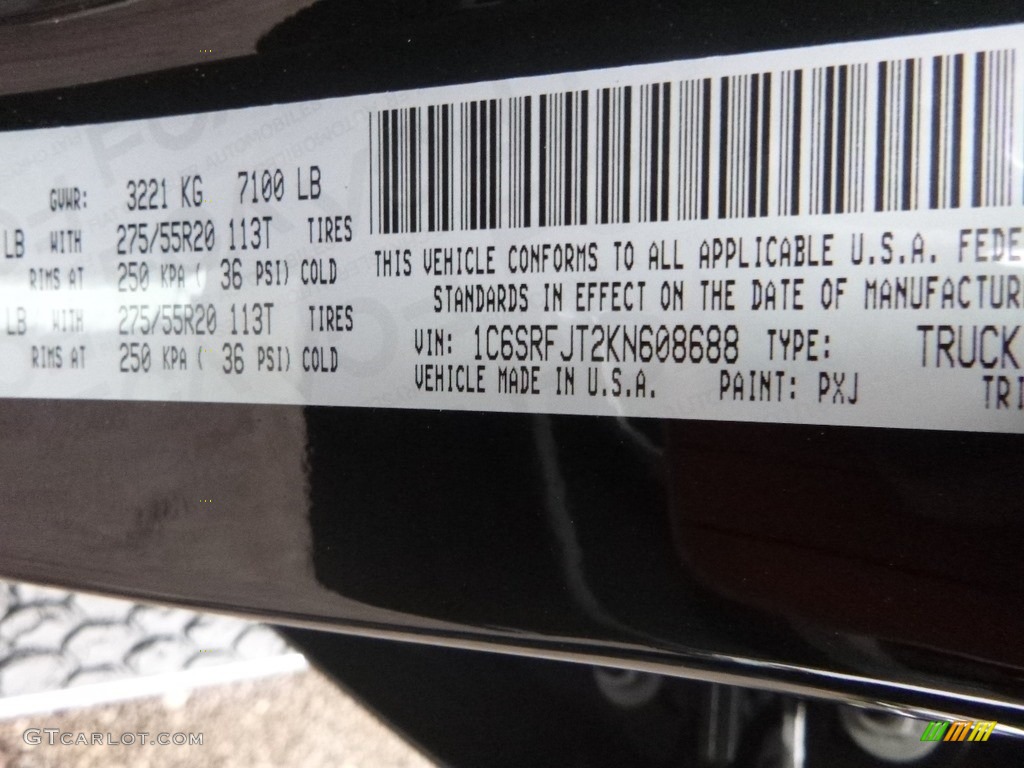 GVWR: 3221 KG 7100 LB
LB WITH 275/55R20 113T TIRES
RIMS AT 250 KPA ( 36 PSI) COLD
LB WITH 275/55R20 113T TIRES
RIMS AT 250 KPA ( 36 PSI) COLD
THIS VEHICLE CONFORMS TO ALL APPLICABLE U.S.A. FEDE
STANDARDS IN EFFECT ON THE DATE OF MANUFACTUR
VIN: 1C6SRFJT2KN608688 TYPE: TRUCK
VEHICLE MADE IN U.S.A. PAINT: PXJ TRI
GTCARLOT.COM